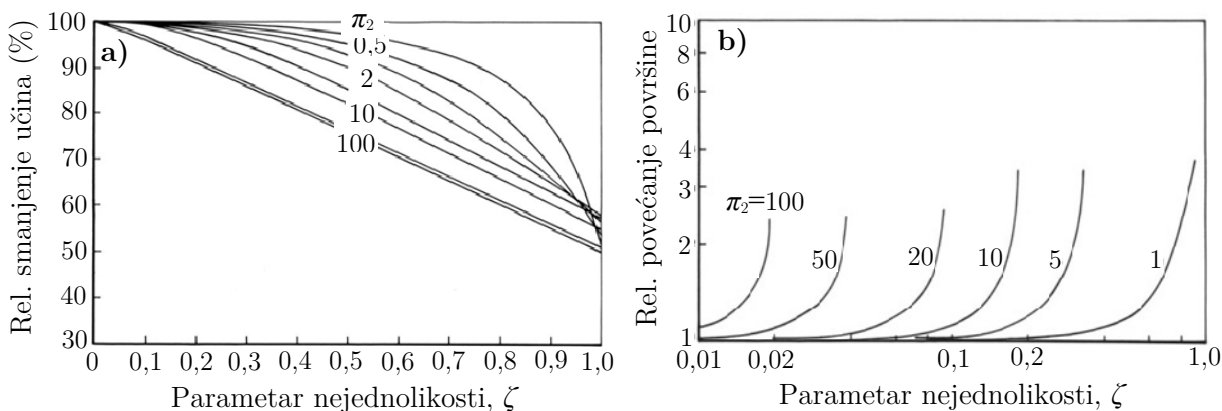 a)
Rel. smanjenje učina (%)
100
90
80
70
60
50
40
30
π₂
0,5
2
10
100
0 0,1 0,2 0,3 0,4 0,5 0,6 0,7 0,8 0,9 1,0
Parametar nejednolikosti, ζ
b)
Rel. povećanje površine
10
8
6
4
3
2
1
π₂=100
50
20
10
5
1
0,01 0,02 0,1 0,2 1,0
Parametar nejednolikosti, ζ